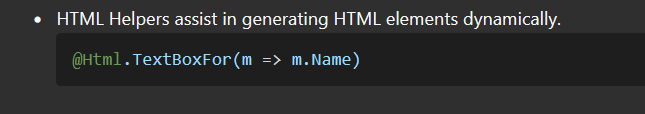 • HTML Helpers assist in generating HTML elements dynamically.
@Html.TextBoxFor(m => m.Name)